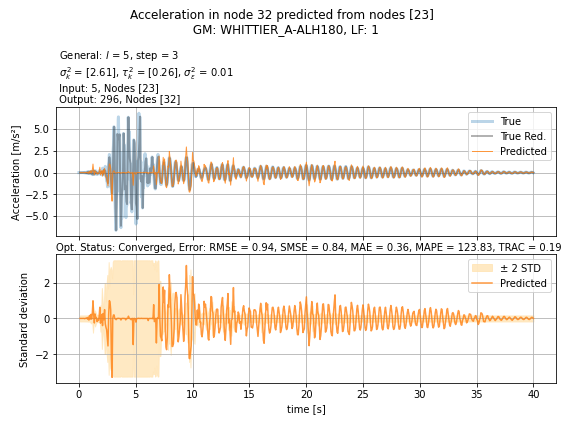 Acceleration in node 32 predicted from nodes [23]
GM: WHITTIER_A-ALH180, LF: 1
General: l = 5, step = 3
σ²ₖ = [2.61], τ²ₖ = [0.26], σ²ε = 0.01
Input: 5, Nodes [23]
Output: 296, Nodes [32]
Acceleration [m/s²]
5.0
2.5
0.0
−2.5
−5.0
True
True Red.
Predicted
Opt. Status: Converged, Error: RMSE = 0.94, SMSE = 0.84, MAE = 0.36, MAPE = 123.83, TRAC = 0.19
Standard deviation
2
0
−2
± 2 STD
Predicted
0 5 10 15 20 25 30 35 40
time [s]